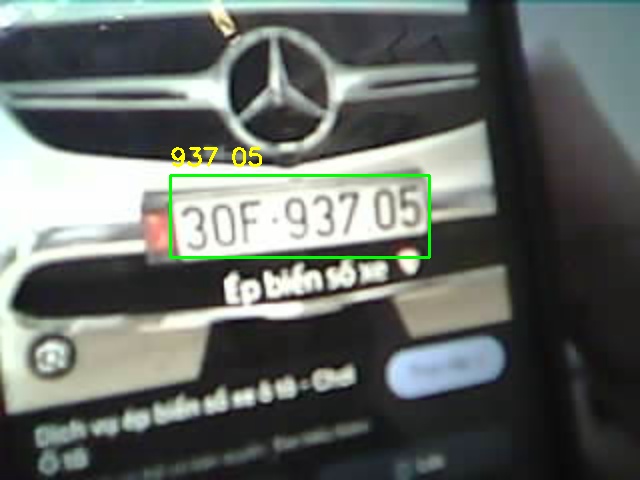 937 05
30F-937.05
Ép biển số xe
Dịch vụ ép biển số xe ô tô - Chơi
Ô tô